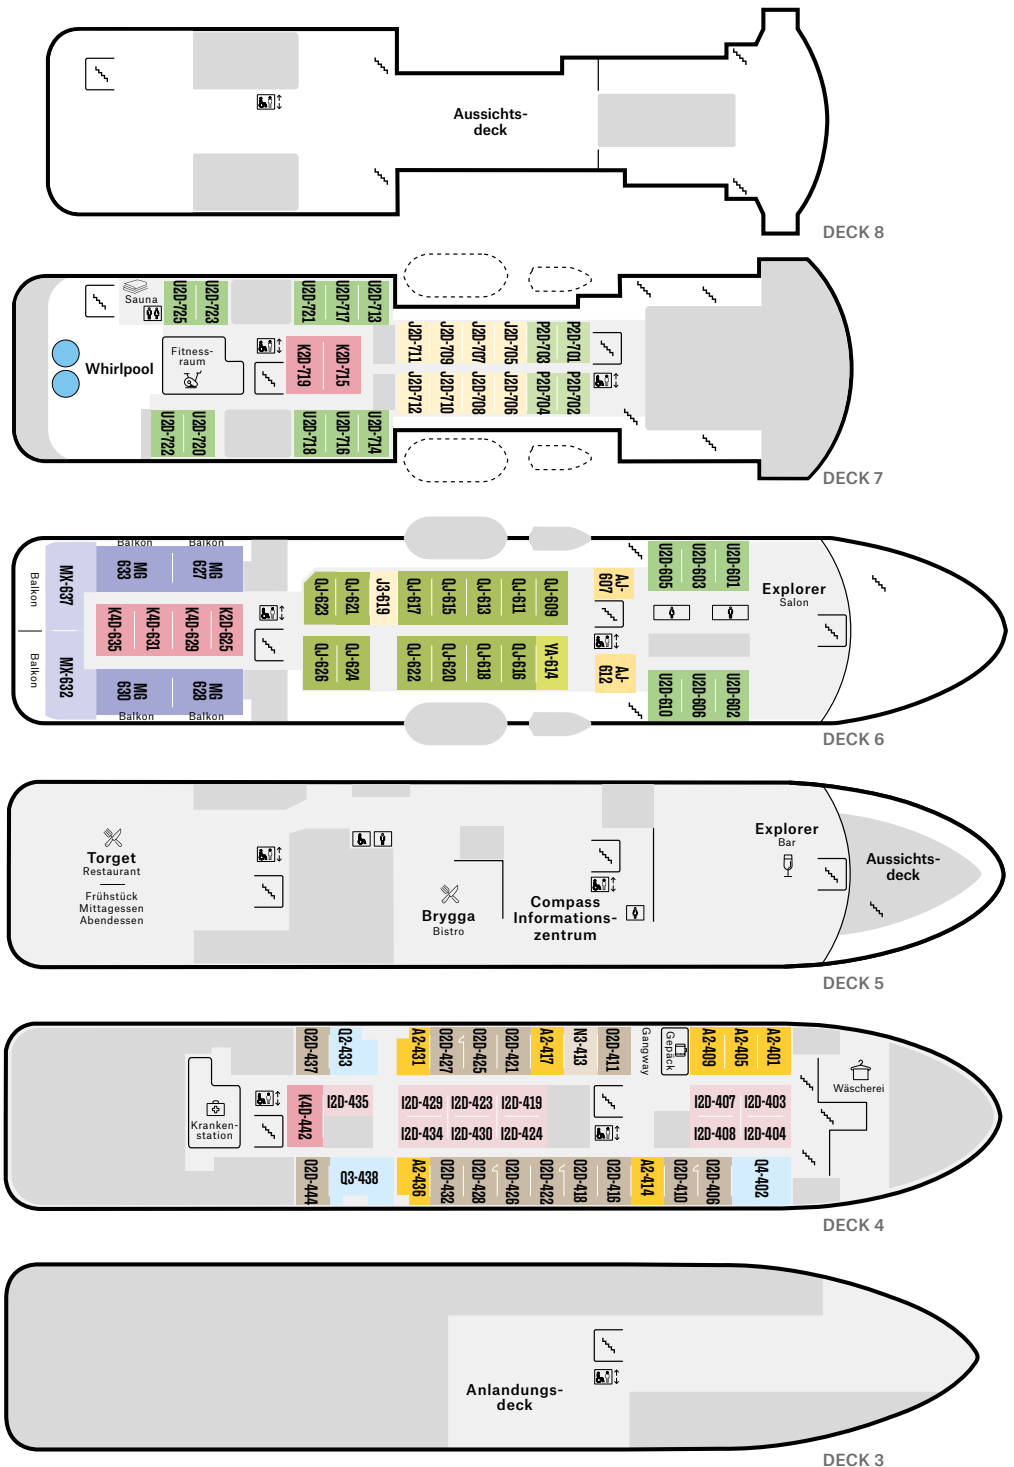 Aussichts-
deck
DECK 8
Sauna
U2D-725
U2D-723
U2D-721
U2D-717
U2D-713
Whirlpool
Fitness-
raum
K2D-719
K2D-715
J2D-711
J2D-709
J2D-707
J2D-705
P2D-703
P2D-701
J2D-712
J2D-710
J2D-708
J2D-706
P2D-704
P2D-702
U2D-722
U2D-720
U2D-718
U2D-716
U2D-714
DECK 7
Balkon
Balkon
Balkon
MX-637
MG
633
MG
627
K4D-635
K4D-631
K4D-629
K2D-625
QJ-623
QJ-621
J3-619
QJ-617
QJ-615
QJ-613
QJ-611
QJ-609
AJ-
607
U2D-605
U2D-603
U2D-601
Explorer
Salon
Balkon
MX-632
MG
630
MG
628
Balkon
Balkon
QJ-626
QJ-624
QJ-622
QJ-620
QJ-618
QJ-616
YA-614
AJ-
612
U2D-610
U2D-606
U2D-602
DECK 6
Torget
Restaurant
Frühstück
Mittagessen
Abendessen
Brygga
Bistro
Compass
Informations-
zentrum
Explorer
Bar
Aussichts-
deck
DECK 5
O2D-437
Q2-433
A2-431
O2D-427
O2D-425
O2D-421
A2-417
N3-413
O2D-411
Gangway
Gepäck
A2-409
A2-405
A2-401
Wäscherei
Kranken-
station
K4D-442
I2D-435
I2D-429
I2D-423
I2D-419
I2D-407
I2D-403
I2D-434
I2D-430
I2D-424
I2D-408
I2D-404
O2D-444
Q3-438
A2-436
O2D-432
O2D-428
O2D-426
O2D-422
O2D-418
O2D-416
A2-414
O2D-410
O2D-406
Q4-402
DECK 4
Anlandungs-
deck
DECK 3